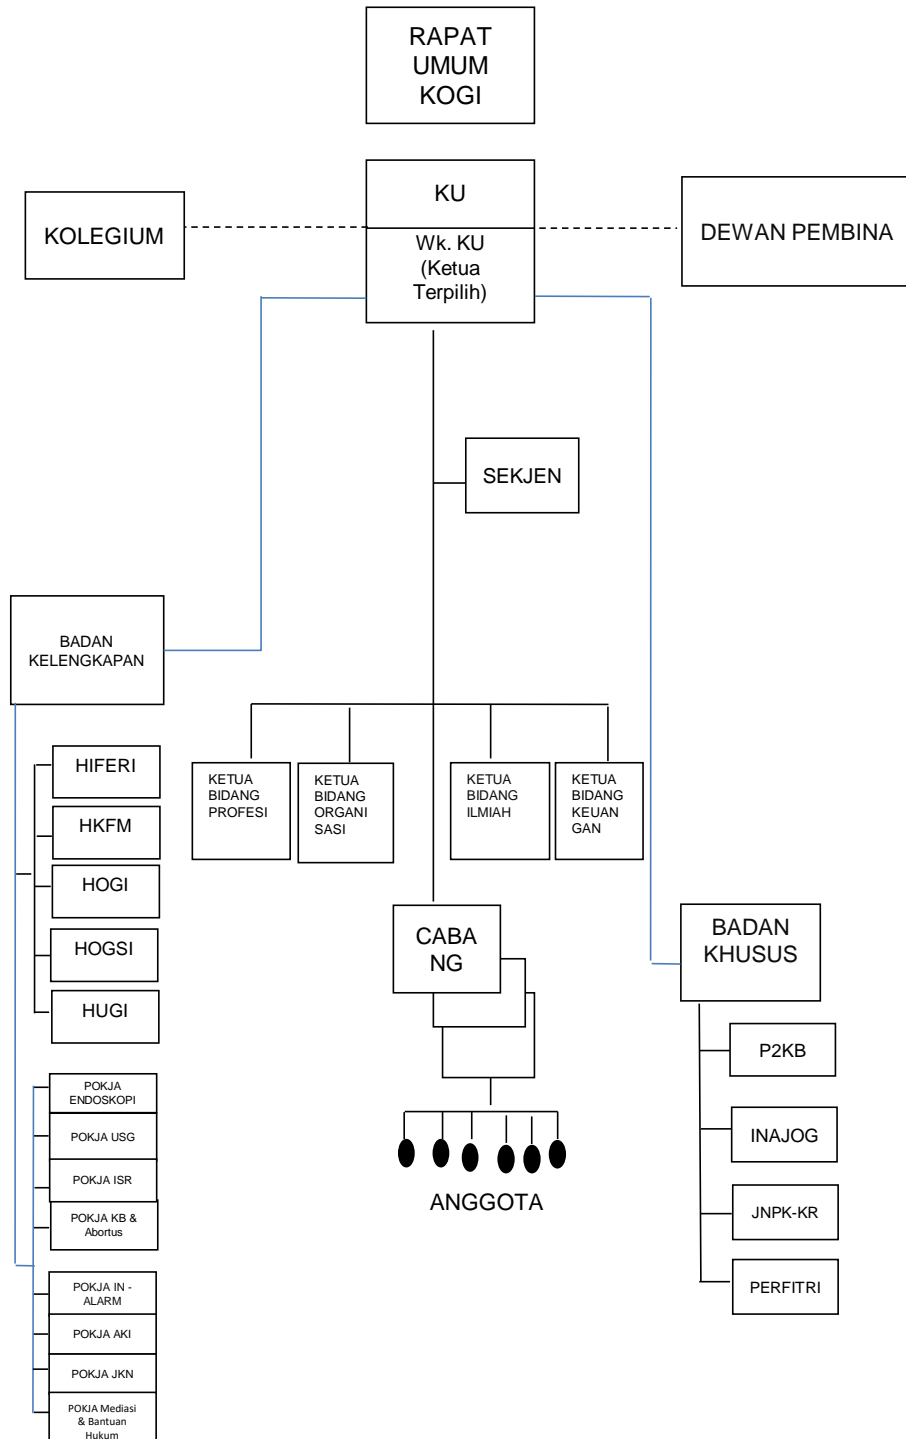 RAPAT
UMUM
KOGI
KU
KOLEGIUM
DEWAN PEMBINA
Wk. KU
(Ketua
Terpilih)
SEKJEN
BADAN
KELENGKAPAN
HIFERI
HKFM
HOGI
HOGSI
HUGI
KETUA
BIDANG
PROFESI
KETUA
BIDANG
ORGANI
SASI
KETUA
BIDANG
ILMIAH
KETUA
BIDANG
KEUAN
GAN
CABA
NG
BADAN
KHUSUS
P2KB
INAJOG
JNPK-KR
PERFITRI
POKJA
ENDOSKOPI
POKJA USG
POKJA ISR
POKJA KB &
Abortus
POKJA IN -
ALARM
POKJA AKI
POKJA JKN
POKJA Mediasi
& Bantuan
Hukum
ANGGOTA